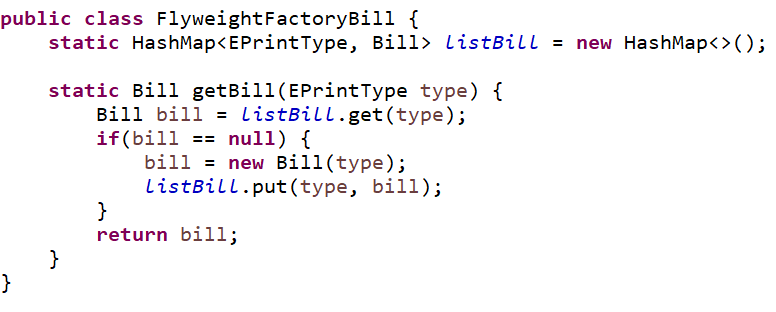 public class FlyweightFactoryBill {
    static HashMap<EPrintType, Bill> listBill = new HashMap<>();

    static Bill getBill(EPrintType type) {
        Bill bill = listBill.get(type);
        if(bill == null) {
            bill = new Bill(type);
            listBill.put(type, bill);
        }
        return bill;
    }
}